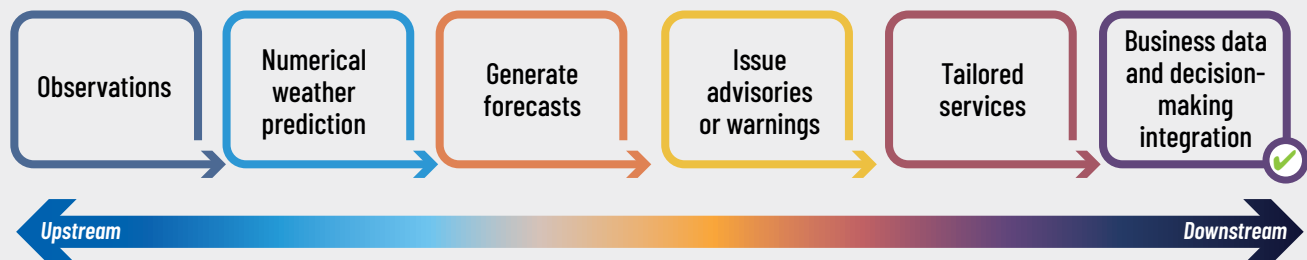 Observations
Numerical
weather
prediction
Generate
forecasts
Issue
advisories
or warnings
Tailored
services
Business data
and decision-
making
integration
Upstream
Downstream